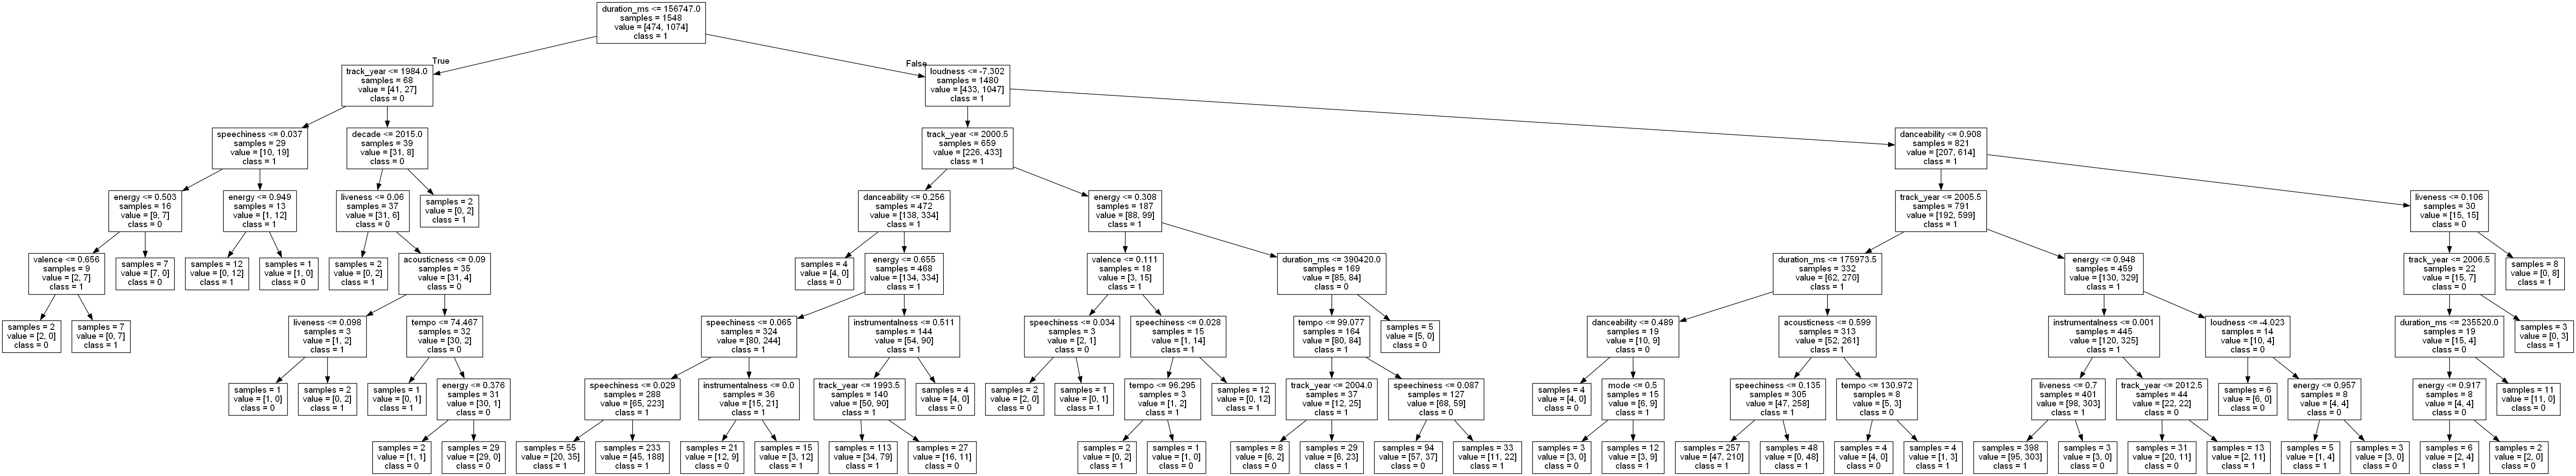 duration_ms <= 156747.0
samples = 1548
value = [474, 1074]
class = 1
True
False
track_year <= 1984.0
samples = 68
value = [41, 27]
class = 0
loudness <= -7.302
samples = 1480
value = [433, 1047]
class = 1
speechiness <= 0.037
samples = 29
value = [10, 19]
class = 1
decade <= 2015.0
samples = 39
value = [31, 8]
class = 0
track_year <= 2000.5
samples = 659
value = [226, 433]
class = 1
danceability <= 0.908
samples = 821
value = [207, 614]
class = 1
energy <= 0.503
samples = 16
value = [9, 7]
class = 0
energy <= 0.949
samples = 13
value = [1, 12]
class = 1
liveness <= 0.06
samples = 37
value = [31, 6]
class = 0
samples = 2
value = [0, 2]
class = 1
danceability <= 0.256
samples = 472
value = [138, 334]
class = 1
energy <= 0.308
samples = 187
value = [88, 99]
class = 1
track_year <= 2005.5
samples = 791
value = [192, 599]
class = 1
liveness <= 0.106
samples = 30
value = [15, 15]
class = 0
valence <= 0.656
samples = 9
value = [2, 7]
class = 1
samples = 7
value = [7, 0]
class = 0
samples = 12
value = [0, 12]
class = 1
samples = 1
value = [1, 0]
class = 0
samples = 2
value = [0, 2]
class = 1
acousticness <= 0.09
samples = 35
value = [31, 4]
class = 0
samples = 4
value = [4, 0]
class = 0
energy <= 0.655
samples = 468
value = [134, 334]
class = 1
valence <= 0.111
samples = 18
value = [3, 15]
class = 1
duration_ms <= 390420.0
samples = 169
value = [85, 84]
class = 0
duration_ms <= 175973.5
samples = 332
value = [62, 270]
class = 1
energy <= 0.948
samples = 459
value = [130, 329]
class = 1
track_year <= 2006.5
samples = 22
value = [15, 7]
class = 0
samples = 8
value = [0, 8]
class = 1
samples = 2
value = [2, 0]
class = 0
samples = 7
value = [0, 7]
class = 1
liveness <= 0.098
samples = 3
value = [1, 2]
class = 1
tempo <= 74.467
samples = 32
value = [30, 2]
class = 0
speechiness <= 0.065
samples = 324
value = [80, 244]
class = 1
instrumentalness <= 0.511
samples = 144
value = [54, 90]
class = 1
speechiness <= 0.034
samples = 3
value = [2, 1]
class = 0
speechiness <= 0.028
samples = 15
value = [1, 14]
class = 1
tempo <= 99.077
samples = 164
value = [80, 84]
class = 1
samples = 5
value = [5, 0]
class = 0
danceability <= 0.489
samples = 19
value = [10, 9]
class = 0
acousticness <= 0.599
samples = 313
value = [52, 261]
class = 1
instrumentalness <= 0.001
samples = 445
value = [120, 325]
class = 1
loudness <= -4.023
samples = 14
value = [10, 4]
class = 0
duration_ms <= 235520.0
samples = 19
value = [15, 4]
class = 0
samples = 3
value = [0, 3]
class = 1
samples = 1
value = [1, 0]
class = 0
samples = 2
value = [0, 2]
class = 1
samples = 1
value = [0, 1]
class = 1
energy <= 0.376
samples = 31
value = [30, 1]
class = 0
speechiness <= 0.029
samples = 288
value = [65, 223]
class = 1
instrumentalness <= 0.0
samples = 36
value = [15, 21]
class = 1
track_year <= 1993.5
samples = 140
value = [50, 90]
class = 1
samples = 4
value = [4, 0]
class = 0
samples = 2
value = [2, 0]
class = 0
samples = 1
value = [0, 1]
class = 1
tempo <= 96.295
samples = 3
value = [1, 2]
class = 1
samples = 12
value = [0, 12]
class = 1
track_year <= 2004.0
samples = 37
value = [12, 25]
class = 1
speechiness <= 0.087
samples = 127
value = [68, 59]
class = 0
samples = 4
value = [4, 0]
class = 0
mode <= 0.5
samples = 15
value = [6, 9]
class = 1
speechiness <= 0.135
samples = 305
value = [47, 258]
class = 1
tempo <= 130.972
samples = 8
value = [5, 3]
class = 0
liveness <= 0.7
samples = 401
value = [98, 303]
class = 1
track_year <= 2012.5
samples = 44
value = [22, 22]
class = 0
samples = 6
value = [6, 0]
class = 0
energy <= 0.957
samples = 8
value = [4, 4]
class = 0
energy <= 0.917
samples = 8
value = [4, 4]
class = 0
samples = 11
value = [11, 0]
class = 0
samples = 2
value = [1, 1]
class = 0
samples = 29
value = [29, 0]
class = 0
samples = 55
value = [20, 35]
class = 1
samples = 233
value = [45, 188]
class = 1
samples = 21
value = [12, 9]
class = 0
samples = 15
value = [3, 12]
class = 1
samples = 113
value = [34, 79]
class = 1
samples = 27
value = [16, 11]
class = 0
samples = 2
value = [0, 2]
class = 1
samples = 1
value = [1, 0]
class = 0
samples = 8
value = [6, 2]
class = 0
samples = 29
value = [6, 23]
class = 1
samples = 94
value = [57, 37]
class = 0
samples = 33
value = [11, 22]
class = 1
samples = 3
value = [3, 0]
class = 0
samples = 12
value = [3, 9]
class = 1
samples = 257
value = [47, 210]
class = 1
samples = 48
value = [0, 48]
class = 1
samples = 4
value = [4, 0]
class = 0
samples = 4
value = [1, 3]
class = 1
samples = 398
value = [95, 303]
class = 1
samples = 3
value = [3, 0]
class = 0
samples = 31
value = [20, 11]
class = 0
samples = 13
value = [2, 11]
class = 1
samples = 5
value = [1, 4]
class = 1
samples = 3
value = [3, 0]
class = 0
samples = 6
value = [2, 4]
class = 1
samples = 2
value = [2, 0]
class = 0